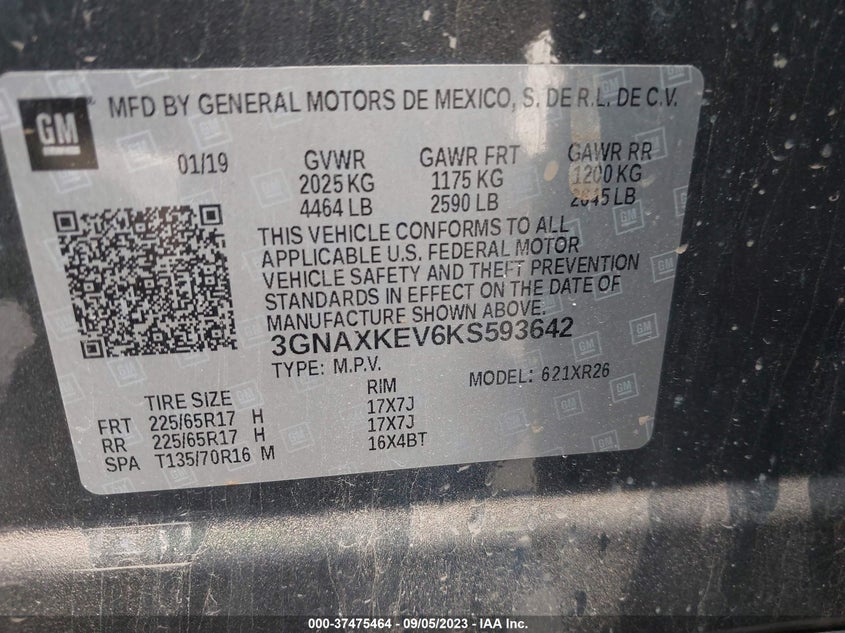 GM
MFD BY GENERAL MOTORS DE MEXICO, S. DE R.L. DE C.V.
01/19 GVWR GAWR FRT GAWR RR
2025 KG 1175 KG 1200 KG
4464 LB 2590 LB 2645 LB
THIS VEHICLE CONFORMS TO ALL
APPLICABLE U.S. FEDERAL MOTOR
VEHICLE SAFETY AND THEFT PREVENTION
STANDARDS IN EFFECT ON THE DATE OF
MANUFACTURE SHOWN ABOVE.
3GNAXKEV6KS593642
TYPE: M.P.V. MODEL: 621XR26
TIRE SIZE RIM
FRT 225/65R17 H 17X7J
RR 225/65R17 H 17X7J
SPA T135/70R16 M 16X4BT
000-37475464 - 09/05/2023 - IAA Inc.